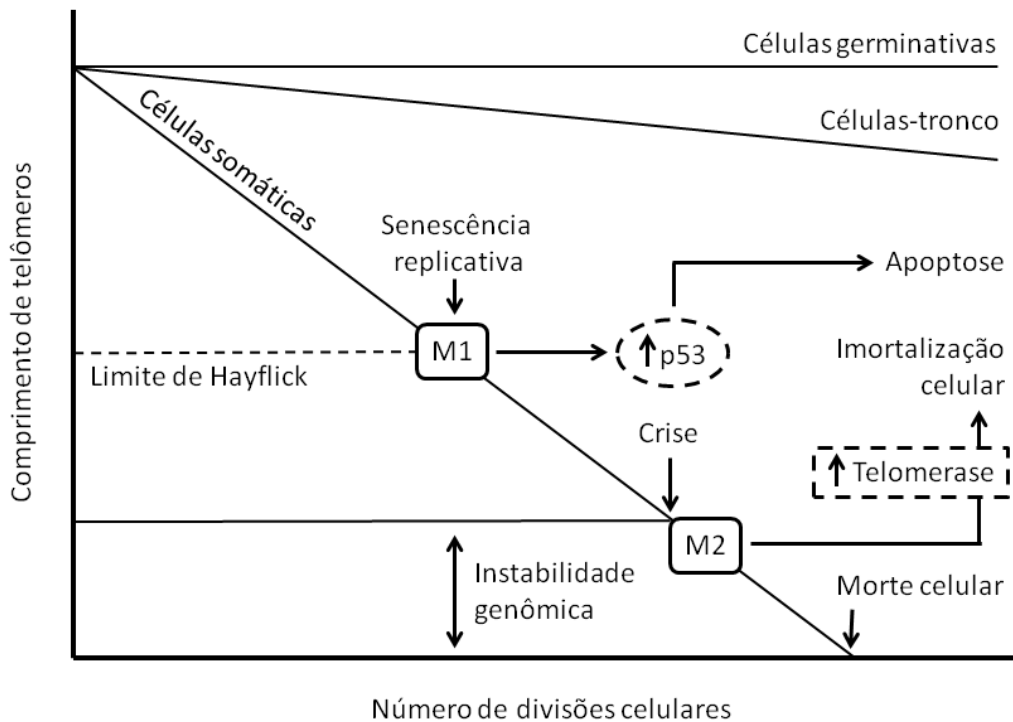 Células germinativas
Células-tronco
Células somáticas
Comprimento de telômeros
Senescência
replicativa
Apoptose
M1
p53
Limite de Hayflick
Imortalização
celular
Crise
Telomerase
M2
Instabilidade
genômica
Morte celular
Número de divisões celulares